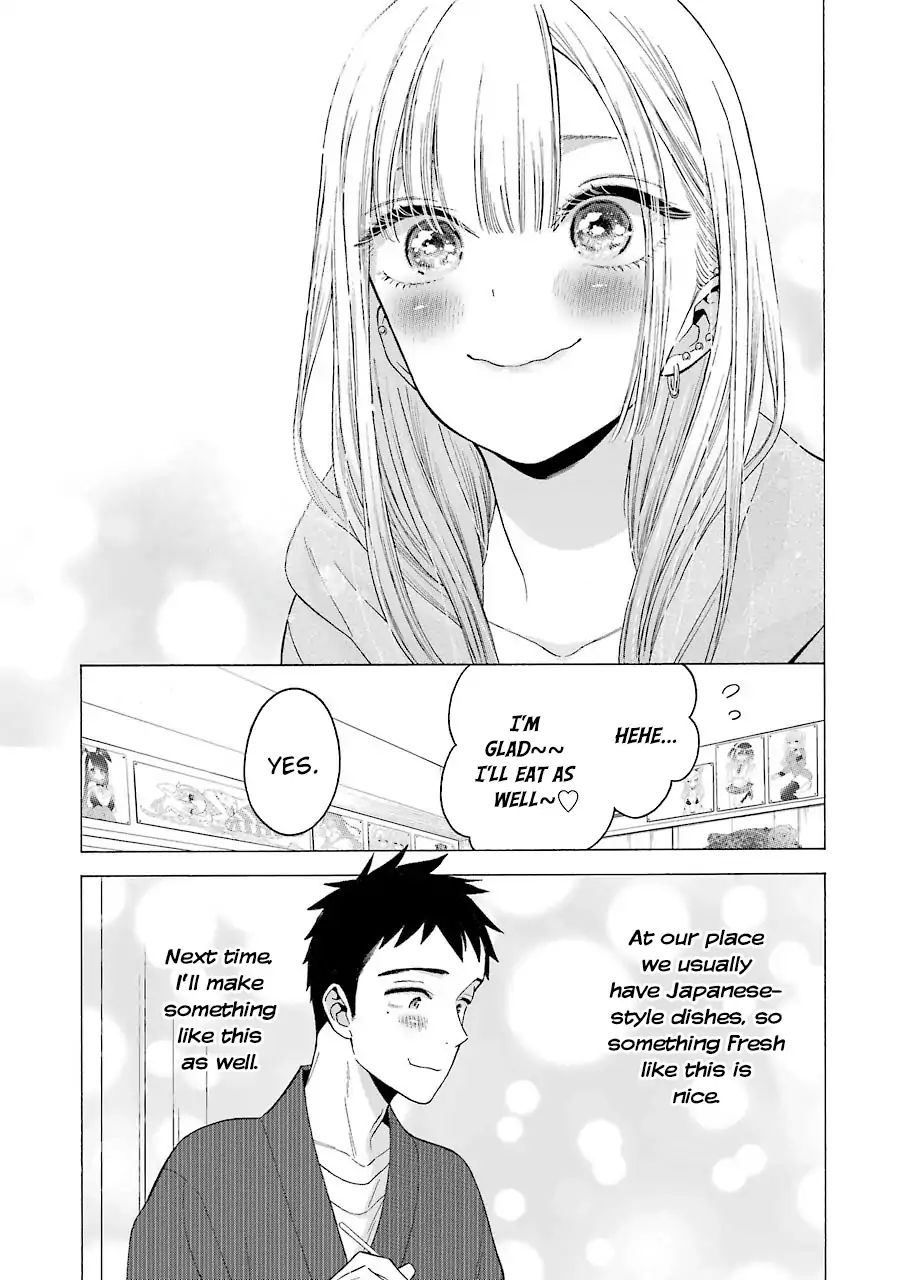 HEHE...
I'M
GLAD~~
I'LL EAT AS
WELL~♡
YES.
At our place
we usually
have Japanese-
style dishes, so
something Fresh
like this is
nice.
Next time,
I'll make
something
like this
as well.